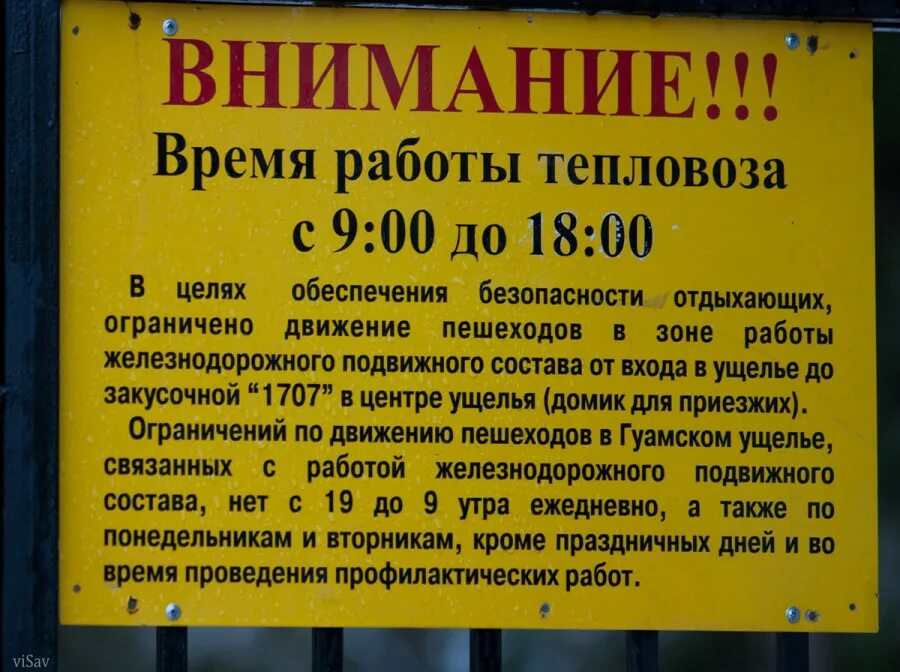 ВНИМАНИЕ!!!
Время работы тепловоза
с 9:00 до 18:00
В целях обеспечения безопасности отдыхающих,
ограничено движение пешеходов в зоне работы
железнодорожного подвижного состава от входа в ущелье до
закусочной “1707” в центре ущелья (домик для приезжих).
Ограничений по движению пешеходов в Гуамском ущелье,
связанных с работой железнодорожного подвижного
состава, нет с 19 до 9 утра ежедневно, а также по
понедельникам и вторникам, кроме праздничных дней и во
время проведения профилактических работ.
viSav